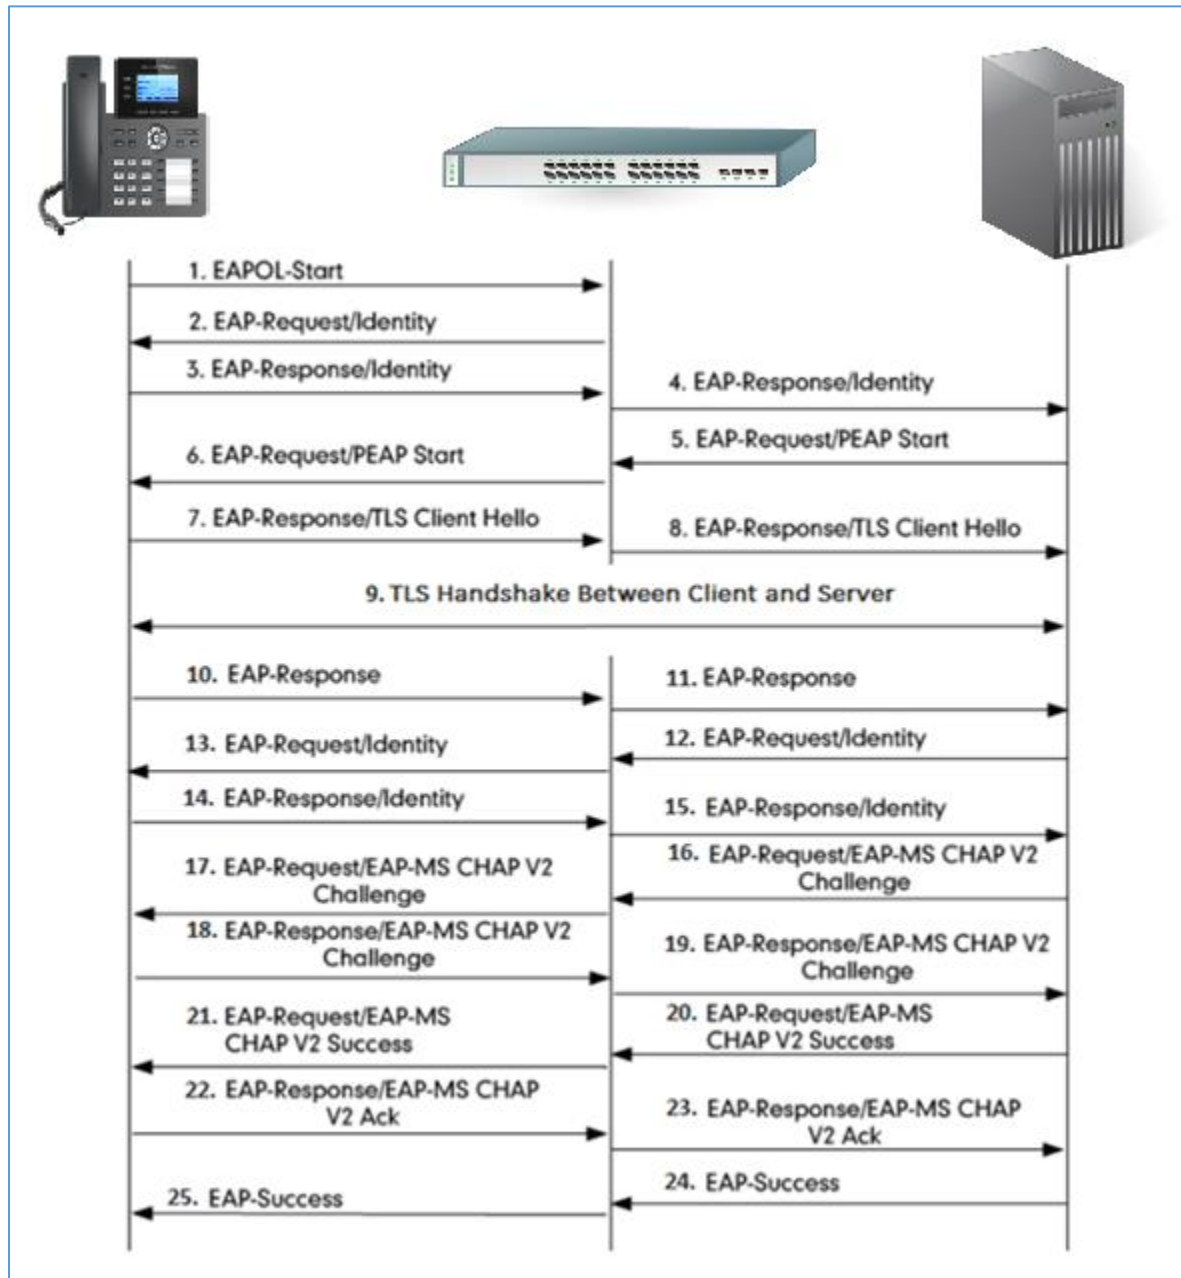 1. EAPOL-Start
2. EAP-Request/Identity
3. EAP-Response/Identity
4. EAP-Response/Identity
5. EAP-Request/PEAP Start
6. EAP-Request/PEAP Start
7. EAP-Response/TLS Client Hello
8. EAP-Response/TLS Client Hello
9. TLS Handshake Between Client and Server
10. EAP-Response
11. EAP-Response
12. EAP-Request/Identity
13. EAP-Request/Identity
14. EAP-Response/Identity
15. EAP-Response/Identity
16. EAP-Request/EAP-MS CHAP V2
Challenge
17. EAP-Request/EAP-MS CHAP V2
Challenge
18. EAP-Response/EAP-MS CHAP V2
Challenge
19. EAP-Response/EAP-MS CHAP V2
Challenge
20. EAP-Request/EAP-MS
CHAP V2 Success
21. EAP-Request/EAP-MS
CHAP V2 Success
22. EAP-Response/EAP-MS CHAP
V2 Ack
23. EAP-Response/EAP-MS CHAP
V2 Ack
24. EAP-Success
25. EAP-Success